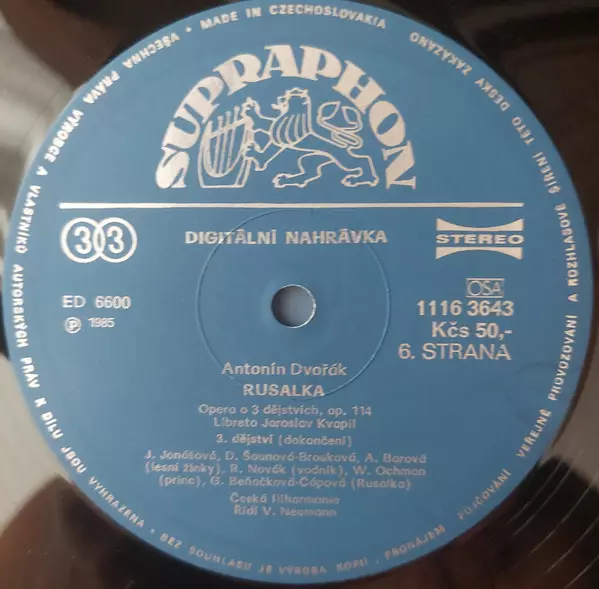 VŠECHNA PRÁVA VÝROBCE A VLASTNÍKŮ AUTORSKÝCH PRÁV K DÍLU JSOU VYHRAZENA • BEZ SOUHLASU JE VÝROBA KOPIÍ, PRONÁJEM, PŮJČOVÁNÍ, VEŘEJNÉ PROVOZOVÁNÍ A ROZHLASOVÉ ŠÍŘENÍ TÉTO DESKY ZAKÁZÁNO • MADE IN CZECHOSLOVAKIA •
SUPRAPHON
33
DIGITÁLNÍ NAHRÁVKA
STEREO
ED 6600
℗ 1985
OSA
1116 3643
Kčs 50,-
6. STRANA
Antonín Dvořák
RUSALKA
Opera o 3 dějstvích, op. 114
Libreto Jaroslav Kvapil
3. dějství (dokončení)
J. Jonášová, D. Šounová-Brouková, A. Barová
(lesní žínky), R. Novák (vodník), W. Ochman
(princ), G. Beňačková-Čápová (Rusalka)
Česká filharmonie
Řídí V. Neumann